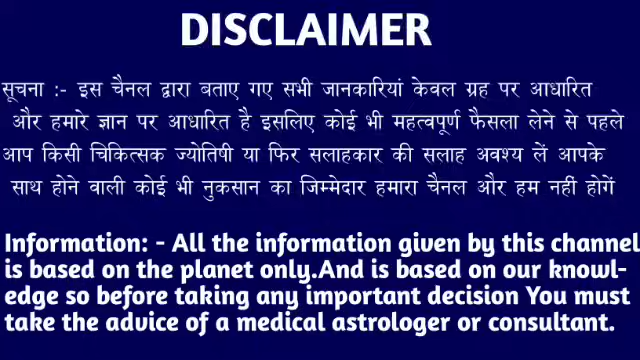 DISCLAIMER
सूचना :- इस चैनल द्वारा बताए गए सभी जानकारियां केवल ग्रह पर आधारित
और हमारे ज्ञान पर आधारित है इसलिए कोई भी महत्वपूर्ण फैसला लेने से पहले
आप किसी चिकित्सक ज्योतिषी या फिर सलाहकार की सलाह अवश्य लें आपके
साथ होने वाली कोई भी नुकसान का जिम्मेदार हमारा चैनल और हम नहीं होगें
Information: - All the information given by this channel
is based on the planet only.And is based on our knowl-
edge so before taking any important decision You must
take the advice of a medical astrologer or consultant.